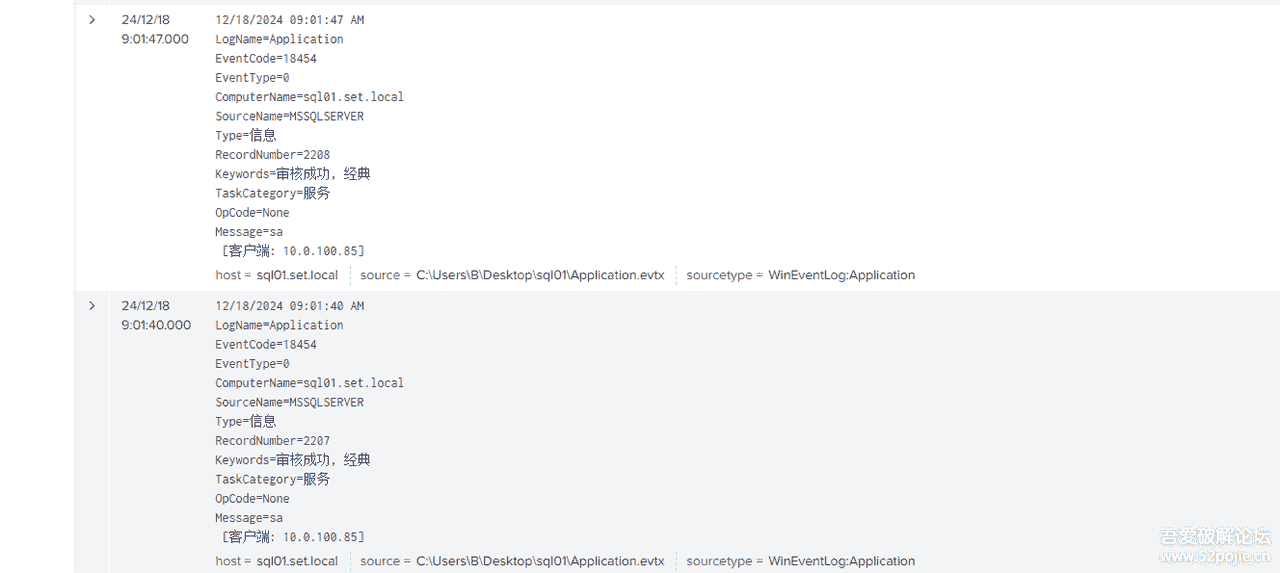 24/12/18
9:01:47.000
12/18/2024 09:01:47 AM
LogName=Application
EventCode=18454
EventType=0
ComputerName=sql01.set.local
SourceName=MSSQLSERVER
Type=信息
RecordNumber=2208
Keywords=审核成功, 经典
TaskCategory=服务
OpCode=None
Message=sa
[客户端: 10.0.100.85]
host = sql01.set.local source = C:\Users\B\Desktop\sql01\Application.evtx sourcetype = WinEventLog:Application
24/12/18
9:01:40.000
12/18/2024 09:01:40 AM
LogName=Application
EventCode=18454
EventType=0
ComputerName=sql01.set.local
SourceName=MSSQLSERVER
Type=信息
RecordNumber=2207
Keywords=审核成功, 经典
TaskCategory=服务
OpCode=None
Message=sa
[客户端: 10.0.100.85]
host = sql01.set.local source = C:\Users\B\Desktop\sql01\Application.evtx sourcetype = WinEventLog:Application
吾爱破解论坛
www.52pojie.cn